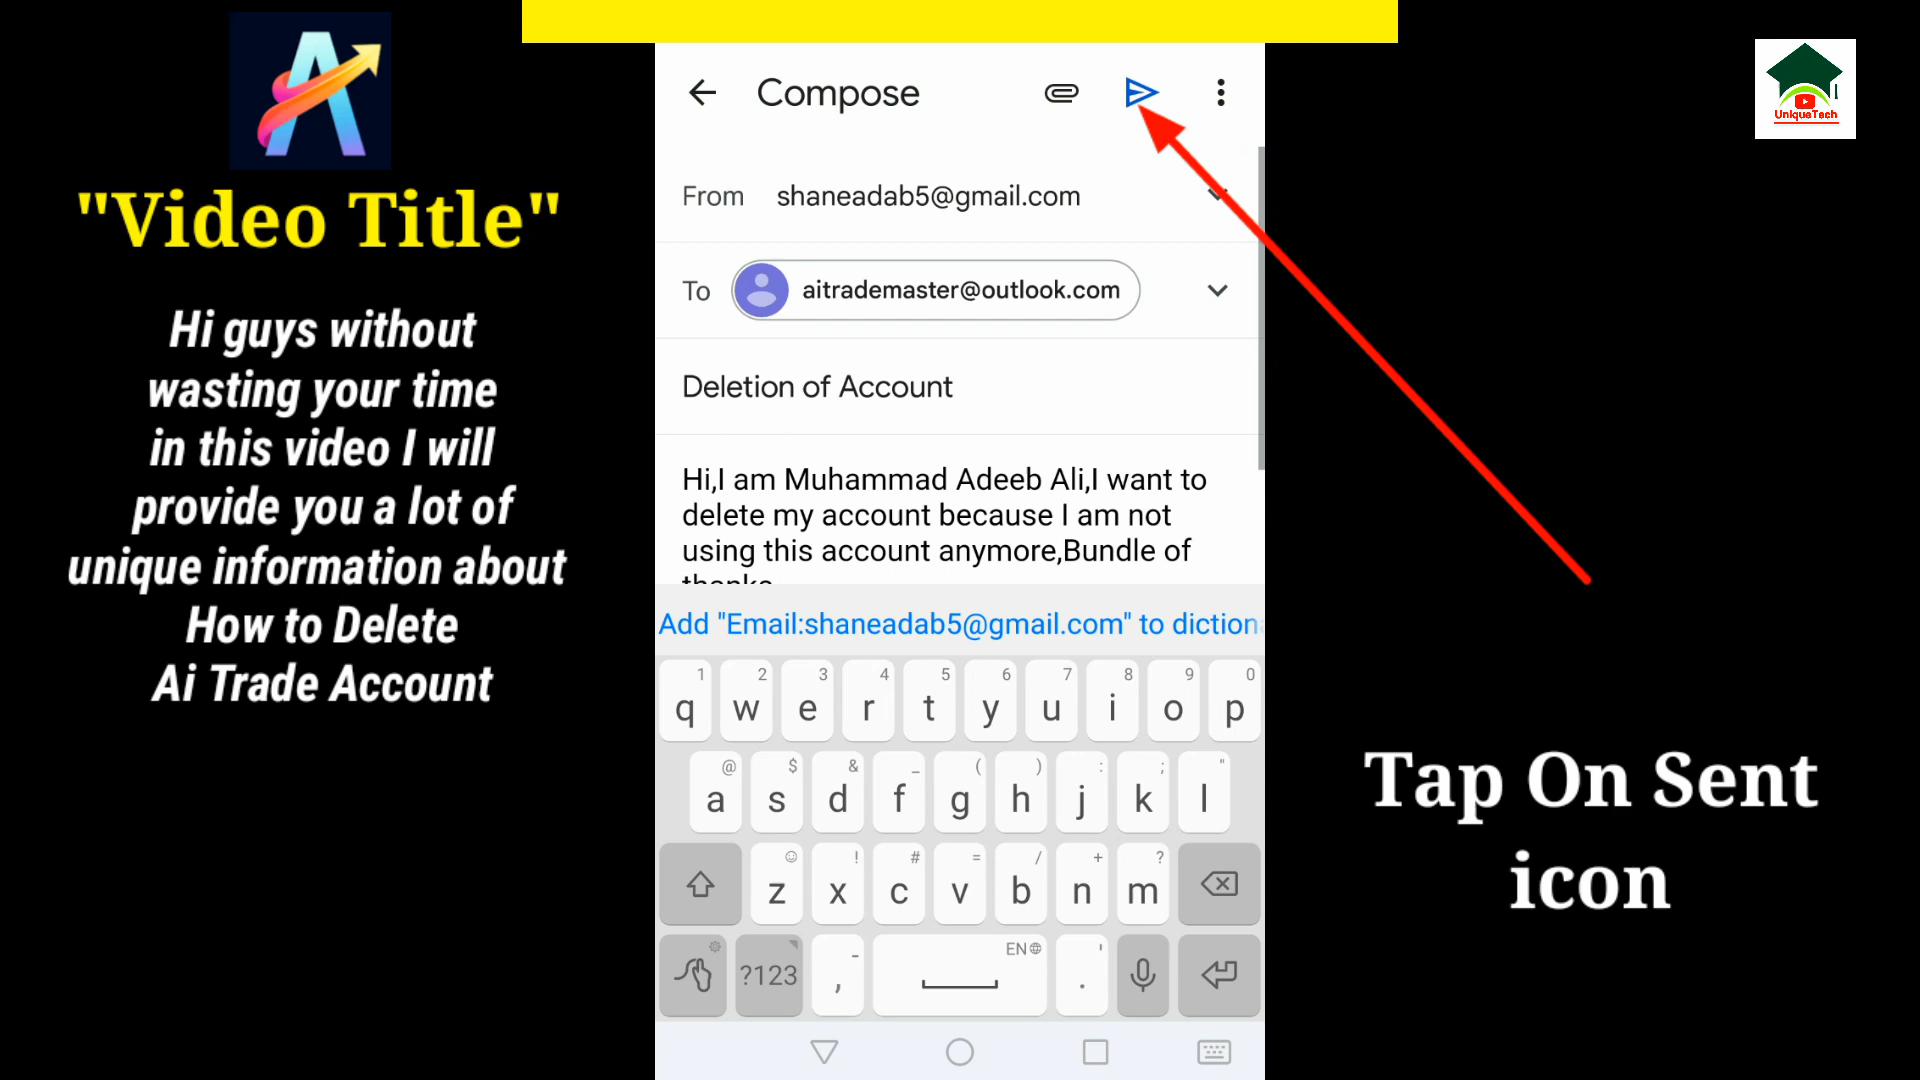 "Video Title"
Hi guys without
wasting your time
in this video I will
provide you a lot of
unique information about
How to Delete
Ai Trade Account
Compose
From shaneadab5@gmail.com
To aitrademaster@outlook.com
Deletion of Account
Hi,I am Muhammad Adeeb Ali,I want to
delete my account because I am not
using this account anymore,Bundle of
thanks
Add "Email:shaneadab5@gmail.com" to diction
1 2 3 4 5 6 7 8 9 0
q w e r t y u i o p
@ $ & _ ( ) : ; "
a s d f g h j k l
! # = / + ?
z x c v b n m
- EN '
?123 , .
UniqueTech
Tap On Sent
icon